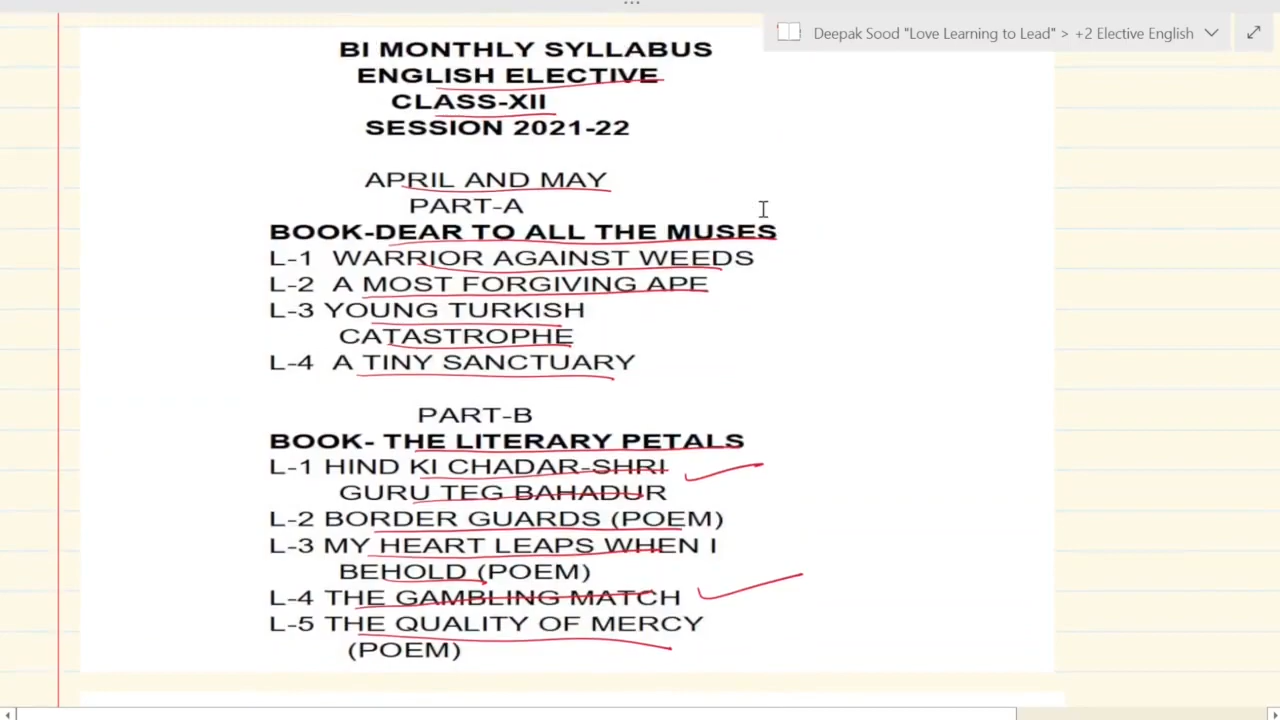 Deepak Sood "Love Learning to Lead" > +2 Elective English
BI MONTHLY SYLLABUS
ENGLISH ELECTIVE
CLASS-XII
SESSION 2021-22
APRIL AND MAY
PART-A
BOOK-DEAR TO ALL THE MUSES
L-1 WARRIOR AGAINST WEEDS
L-2 A MOST FORGIVING APE
L-3 YOUNG TURKISH
CATASTROPHE
L-4 A TINY SANCTUARY
PART-B
BOOK- THE LITERARY PETALS
L-1 HIND KI CHADAR-SHRI
GURU TEG BAHADUR
L-2 BORDER GUARDS (POEM)
L-3 MY HEART LEAPS WHEN I
BEHOLD (POEM)
L-4 THE GAMBLING MATCH
L-5 THE QUALITY OF MERCY
(POEM)